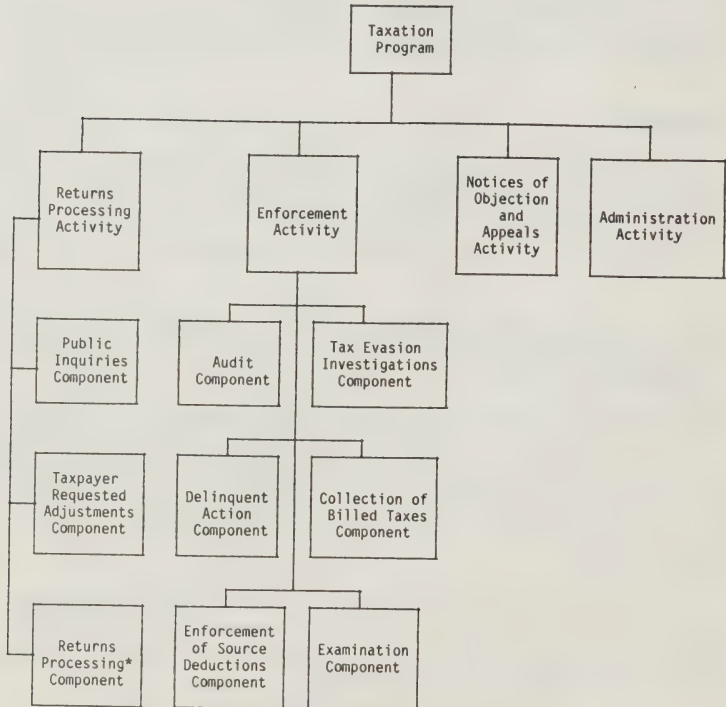 Taxation
Program
Returns
Processing
Activity
Enforcement
Activity
Notices of
Objection
and
Appeals
Activity
Administration
Activity
Public
Inquiries
Component
Audit
Component
Tax Evasion
Investigations
Component
Taxpayer
Requested
Adjustments
Component
Delinquent
Action
Component
Collection of
Billed Taxes
Component
Returns
Processing*
Component
Enforcement
of Source
Deductions
Component
Examination
Component